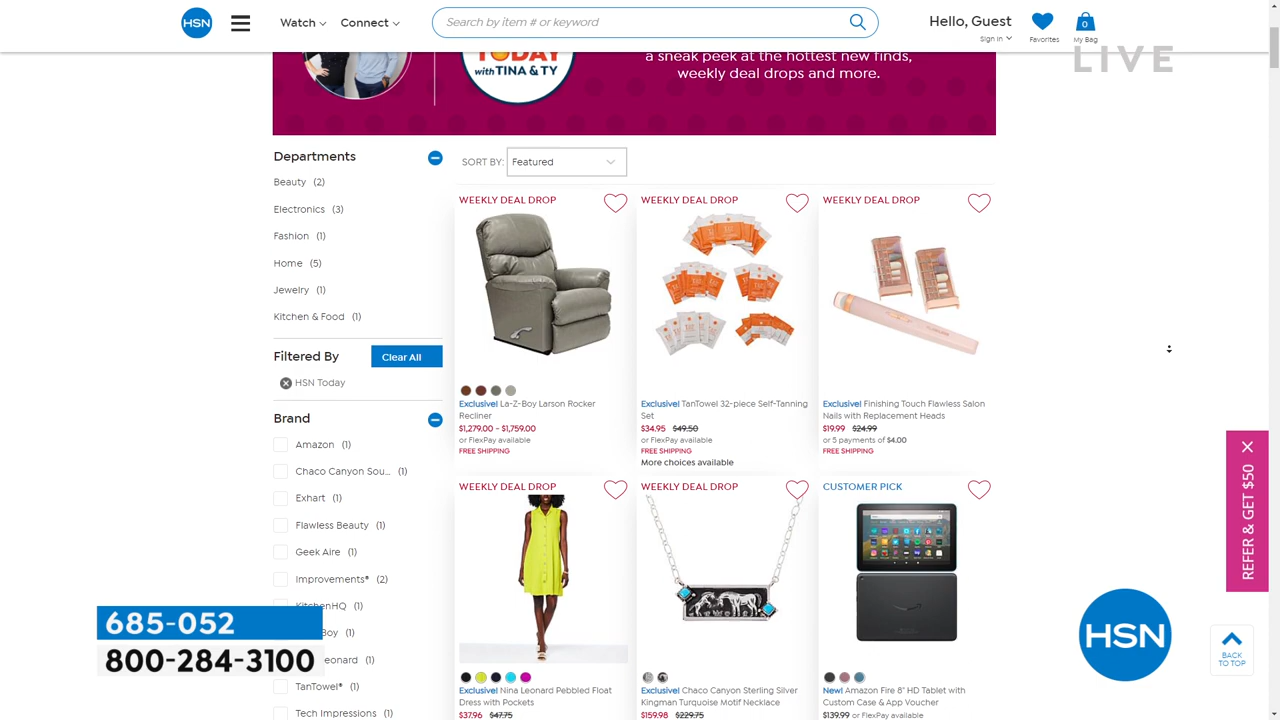 HSN
Watch
Connect
Search by item # or keyword
Hello, Guest
Sign In
Favorites
0
My Bag
LIVE
TODAY
with TINA & TY
a sneak peek at the hottest new finds,
weekly deal drops and more.
Departments
Beauty (2)
Electronics (3)
Fashion (1)
Home (5)
Jewelry (1)
Kitchen & Food (1)
Filtered By
Clear All
HSN Today
Brand
Amazon (1)
Chaco Canyon Sou... (1)
Exhart (1)
Flawless Beauty (1)
Geek Aire (1)
Improvements® (2)
KitchenHQ (1)
Boy (1)
Leonard (1)
TanTowel® (1)
Tech Impressions (1)
SORT BY: Featured
WEEKLY DEAL DROP
Exclusive! La-Z-Boy Larson Rocker
Recliner
$1,279.00 - $1,759.00
or FlexPay available
FREE SHIPPING
WEEKLY DEAL DROP
Exclusive! TanTowel 32-piece Self-Tanning
Set
$34.95 $49.50
or FlexPay available
FREE SHIPPING
More choices available
WEEKLY DEAL DROP
Exclusive! Finishing Touch Flawless Salon
Nails with Replacement Heads
$19.99 $24.99
or 5 payments of $4.00
FREE SHIPPING
WEEKLY DEAL DROP
Exclusive! Nina Leonard Pebbled Float
Dress with Pockets
$37.96 $47.75
WEEKLY DEAL DROP
Exclusive! Chaco Canyon Sterling Silver
Kingman Turquoise Motif Necklace
$159.98 $229.75
CUSTOMER PICK
New! Amazon Fire 8" HD Tablet with
Custom Case & App Voucher
$139.99 or FlexPay available
REFER & GET $50
685-052
800-284-3100
HSN
BACK
TO TOP